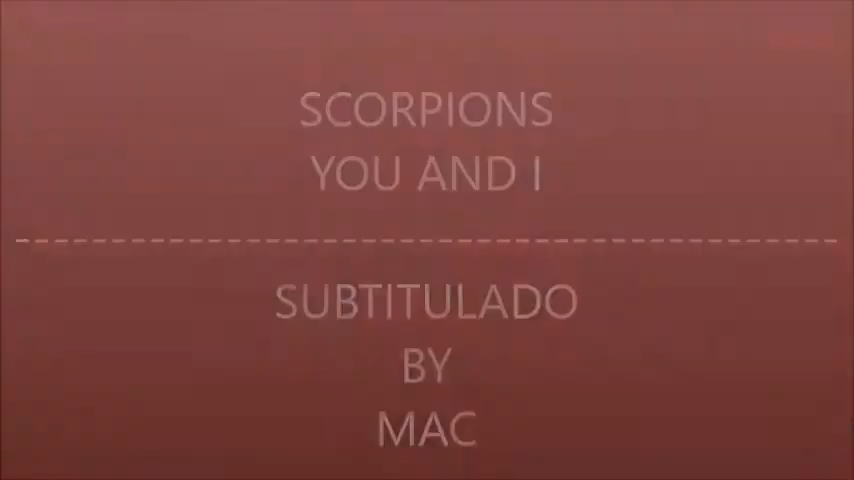 SCORPIONS
YOU AND I
SUBTITULADO
BY
MAC